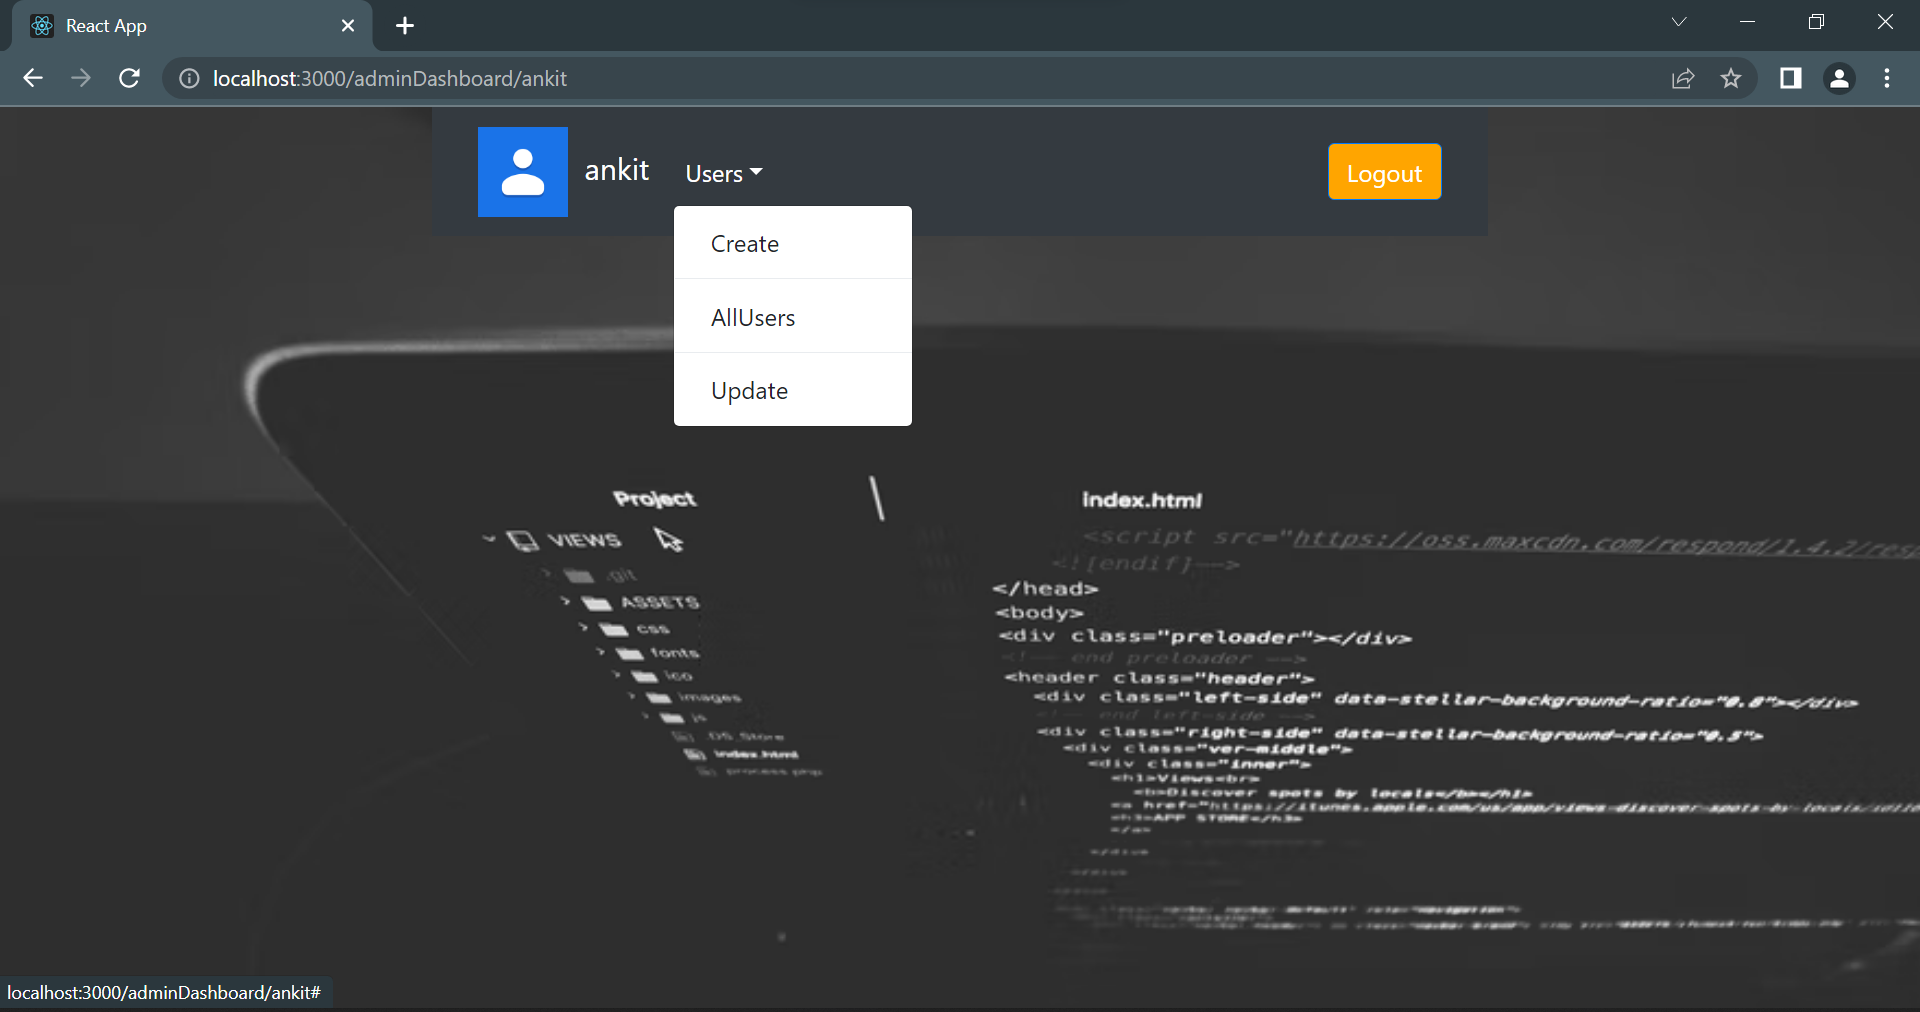 React App
localhost:3000/adminDashboard/ankit
ankit
Users
Logout
Create
AllUsers
Update
Project
index.html
VIEWS
<script src="https://oss.maxcdn.com/respond/1.4.2/resp
.git
<![endif]-->
ASSETS
</head>
css
<body>
fonts
<div class="preloader"></div>
ico
<!-- end preloader -->
images
<header class="header">
js
<div class="left-side" data-stellar-background-ratio="0.8"></div>
.DS_Store
<!-- end left-side -->
index.html
<div class="right-side" data-stellar-background-ratio="0.5">
process.php
<div class="ver-middle">
<div class="inner">
<h1>Views<br>
<b>Discover spots by locals</b></h1>
<a href="https://itunes.apple.com/us/app/views-discover-spots-by-locals/
<h3>APP STORE</h3>
</a>
</div>
localhost:3000/adminDashboard/ankit#